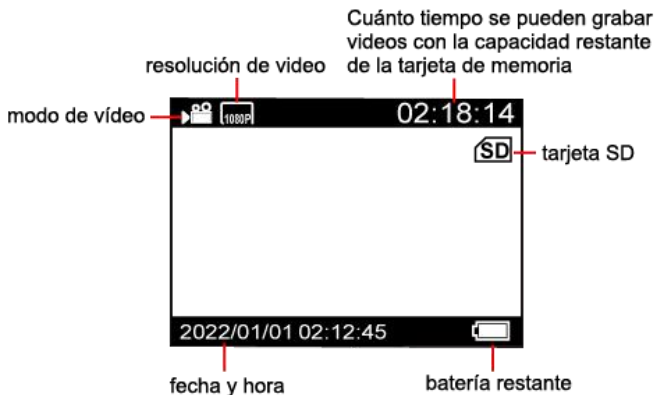 Cuánto tiempo se pueden grabar
videos con la capacidad restante
de la tarjeta de memoria
resolución de video
modo de vídeo
1080P
02:18:14
SD
tarjeta SD
2022/01/01 02:12:45
fecha y hora
batería restante